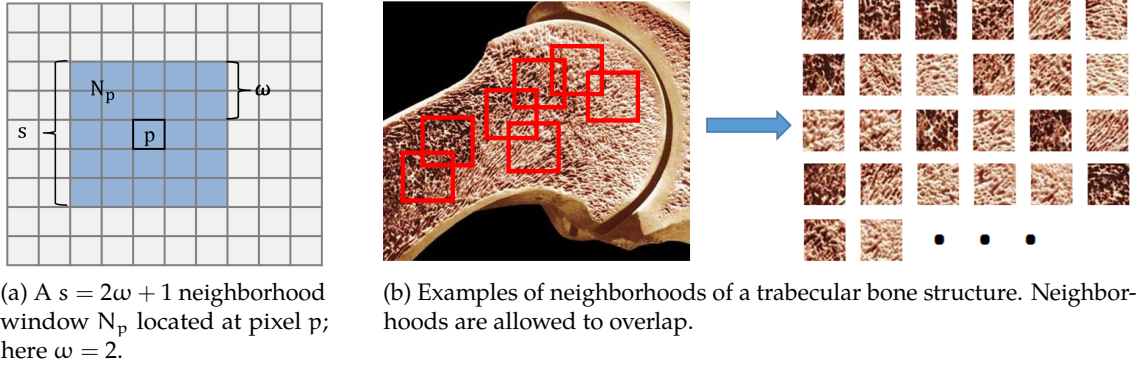 N_p
ω
s
p
(a) A s = 2ω + 1 neighborhood
window N_p located at pixel p;
here ω = 2.
(b) Examples of neighborhoods of a trabecular bone structure. Neighbor-
hoods are allowed to overlap.